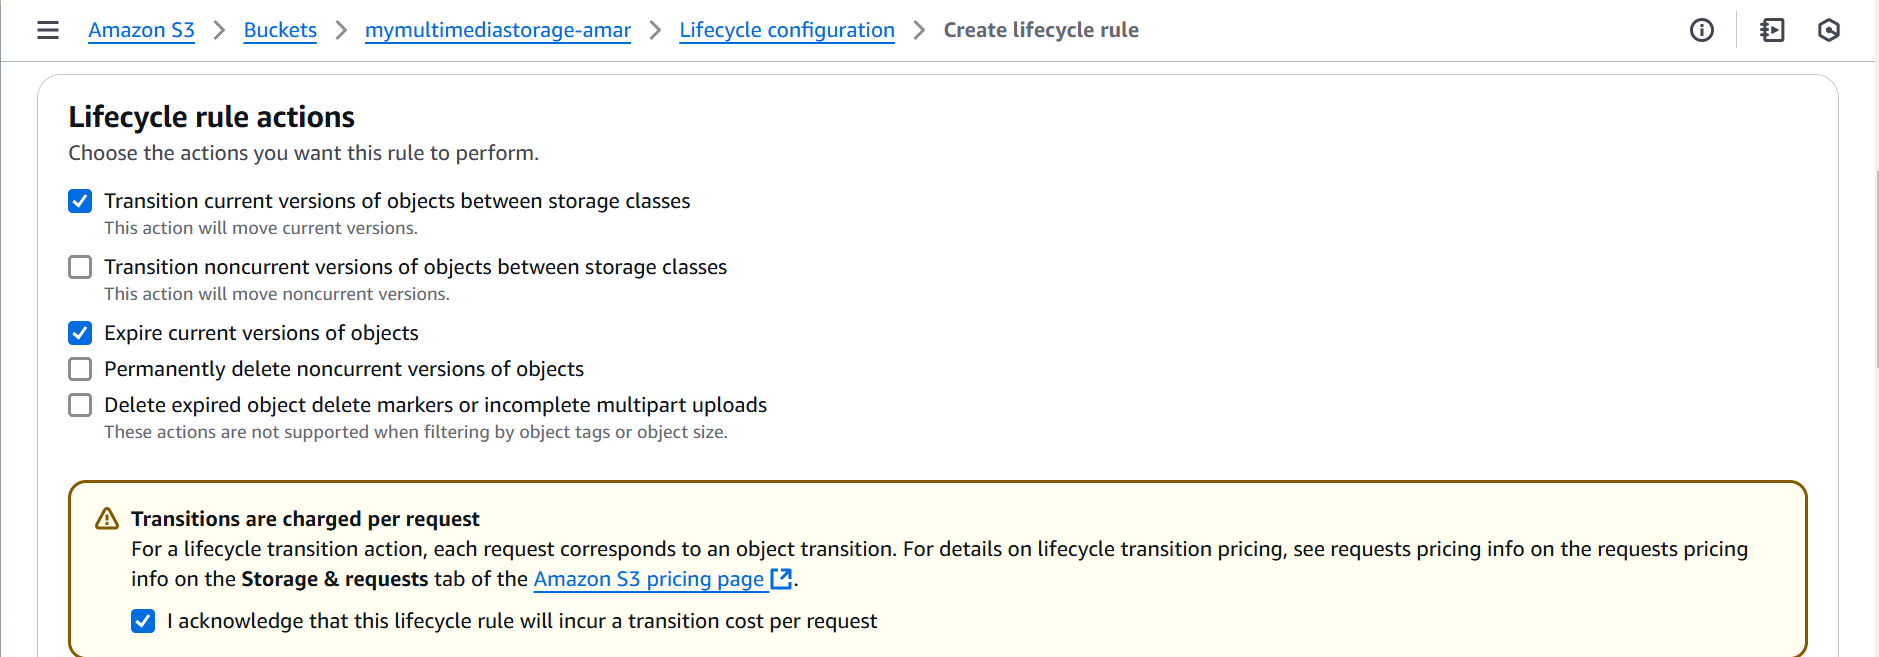 Amazon S3 > Buckets > mymultimediastorage-amar > Lifecycle configuration > Create lifecycle rule
Lifecycle rule actions
Choose the actions you want this rule to perform.
Transition current versions of objects between storage classes
This action will move current versions.
Transition noncurrent versions of objects between storage classes
This action will move noncurrent versions.
Expire current versions of objects
Permanently delete noncurrent versions of objects
Delete expired object delete markers or incomplete multipart uploads
These actions are not supported when filtering by object tags or object size.
Transitions are charged per request
For a lifecycle transition action, each request corresponds to an object transition. For details on lifecycle transition pricing, see requests pricing info on the requests pricing
info on the Storage & requests tab of the Amazon S3 pricing page.
I acknowledge that this lifecycle rule will incur a transition cost per request